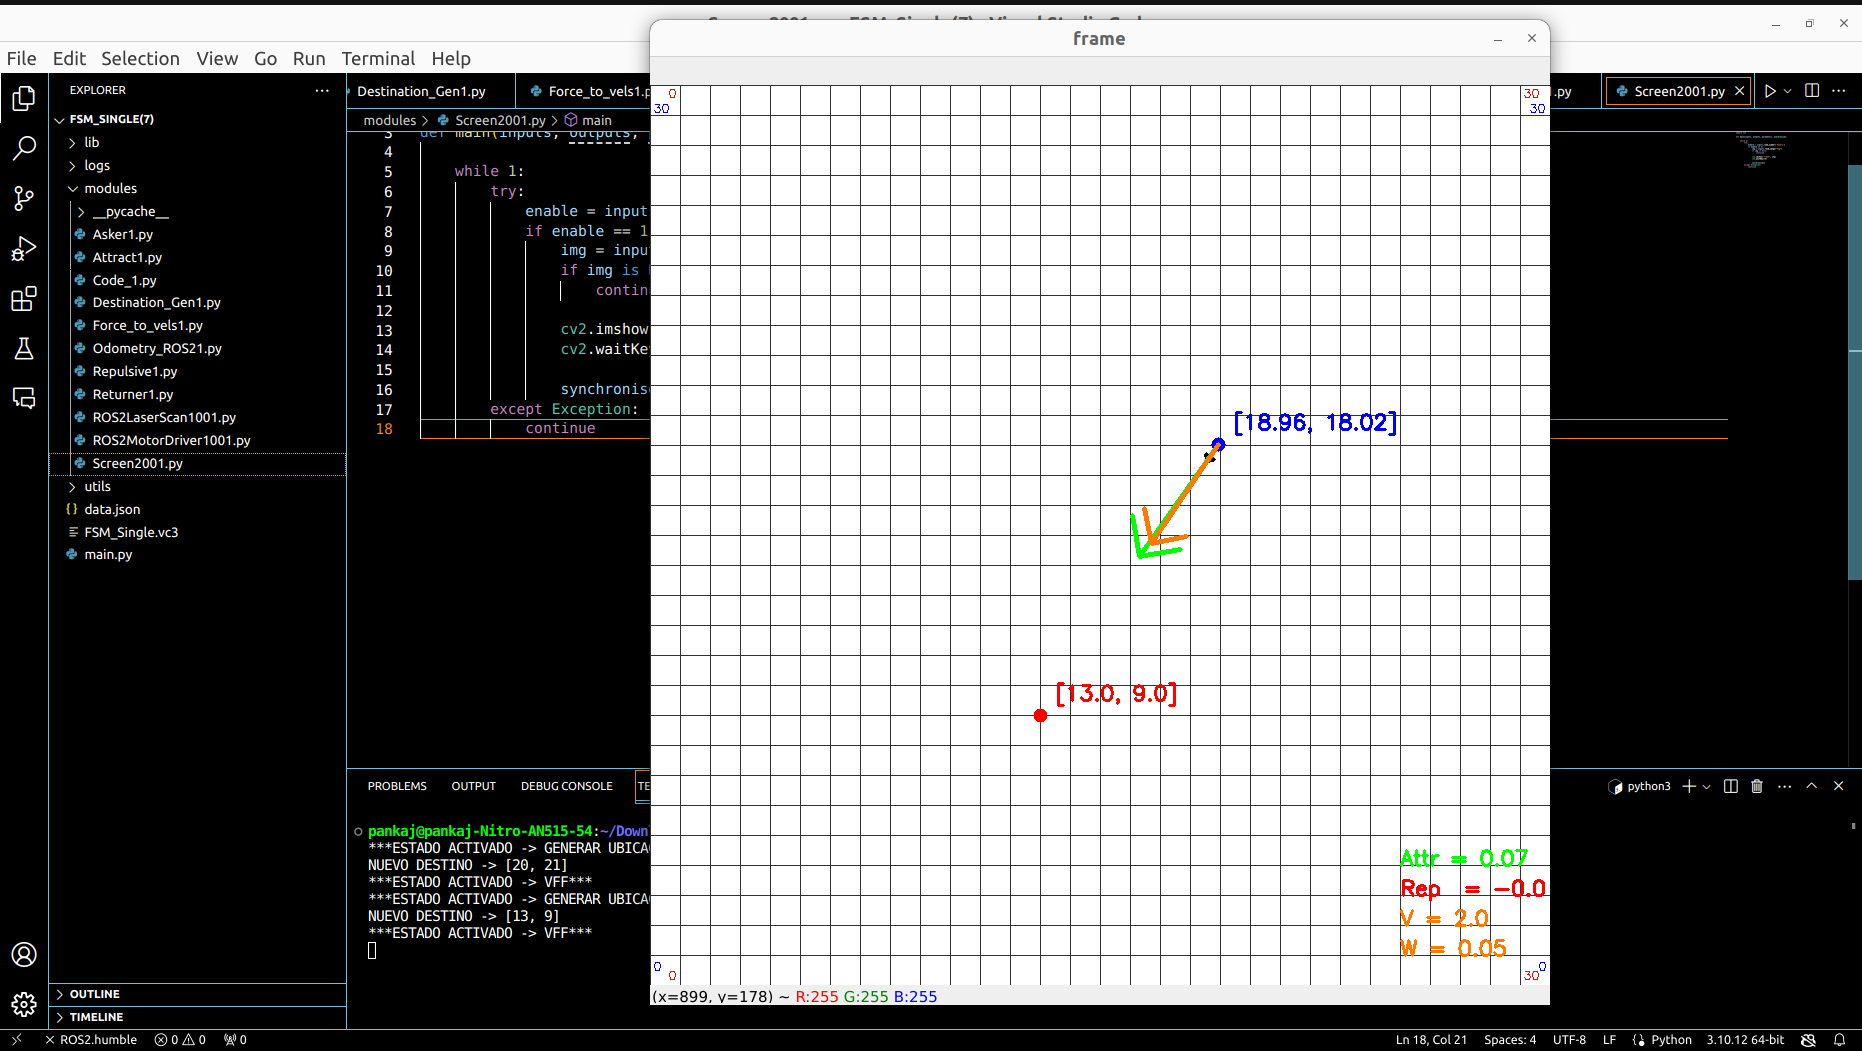 frame
File Edit Selection View Go Run Terminal Help
EXPLORER
FSM_SINGLE(7)
lib
logs
modules
__pycache__
Asker1.py
Attract1.py
Code_1.py
Destination_Gen1.py
Force_to_vels1.py
Odometry_ROS21.py
Repulsive1.py
Returner1.py
ROS2LaserScan1001.py
ROS2MotorDriver1001.py
Screen2001.py
utils
data.json
FSM_Single.vc3
main.py
OUTLINE
TIMELINE
Destination_Gen1.py Force_to_vels1.p
.py Screen2001.py
modules > Screen2001.py > main
3 def main(inputs, outputs,
4
5 while 1:
6 try:
7 enable = input
8 if enable == 1
9 img = inpu
10 if img is
11 contin
12
13 cv2.imshow
14 cv2.waitKe
15
16 synchronis
17 except Exception:
18 continue
0 30
30 30
[18.96, 18.02]
[13.0, 9.0]
Attr = 0.07
Rep = -0.0
V = 2.0
W = 0.05
0 0
0 30
(x=899, y=178) ~ R:255 G:255 B:255
PROBLEMS OUTPUT DEBUG CONSOLE TE
python3
pankaj@pankaj-Nitro-AN515-54:~/Down
***ESTADO ACTIVADO -> GENERAR UBICA
NUEVO DESTINO -> [20, 21]
***ESTADO ACTIVADO -> VFF***
***ESTADO ACTIVADO -> GENERAR UBICA
NUEVO DESTINO -> [13, 9]
***ESTADO ACTIVADO -> VFF***
ROS2.humble 0 0 0
Ln 18, Col 21 Spaces: 4 UTF-8 LF Python 3.10.12 64-bit